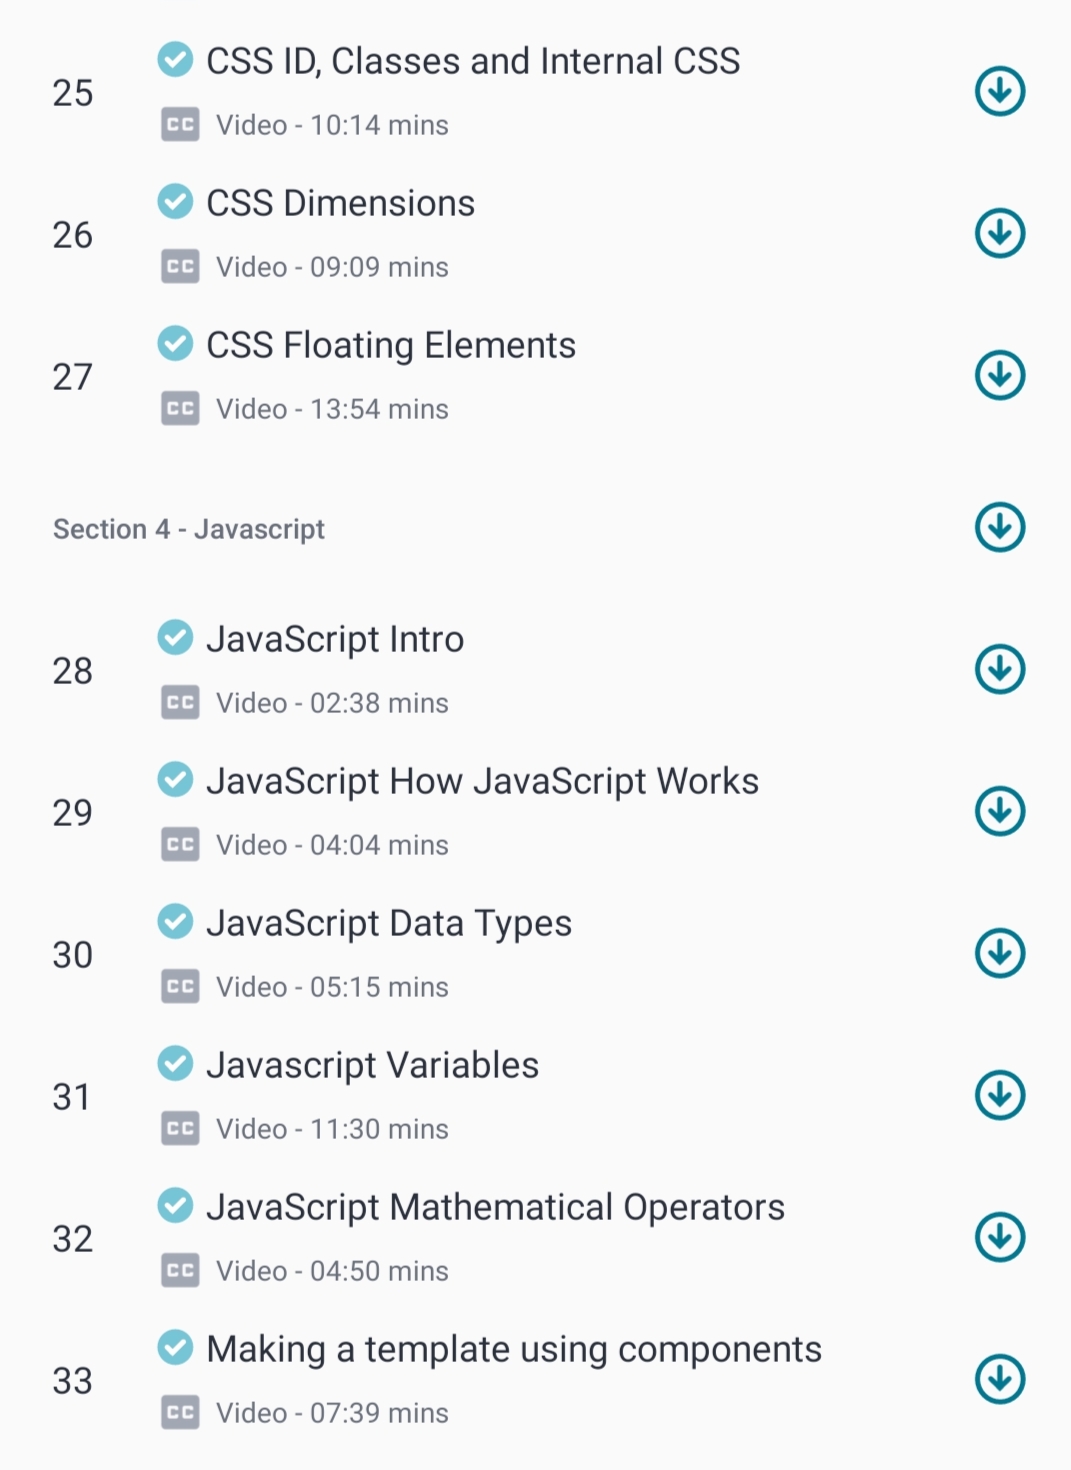 25
CSS ID, Classes and Internal CSS
CC Video - 10:14 mins
26
CSS Dimensions
CC Video - 09:09 mins
27
CSS Floating Elements
CC Video - 13:54 mins
Section 4 - Javascript
28
JavaScript Intro
CC Video - 02:38 mins
29
JavaScript How JavaScript Works
CC Video - 04:04 mins
30
JavaScript Data Types
CC Video - 05:15 mins
31
Javascript Variables
CC Video - 11:30 mins
32
JavaScript Mathematical Operators
CC Video - 04:50 mins
33
Making a template using components
CC Video - 07:39 mins